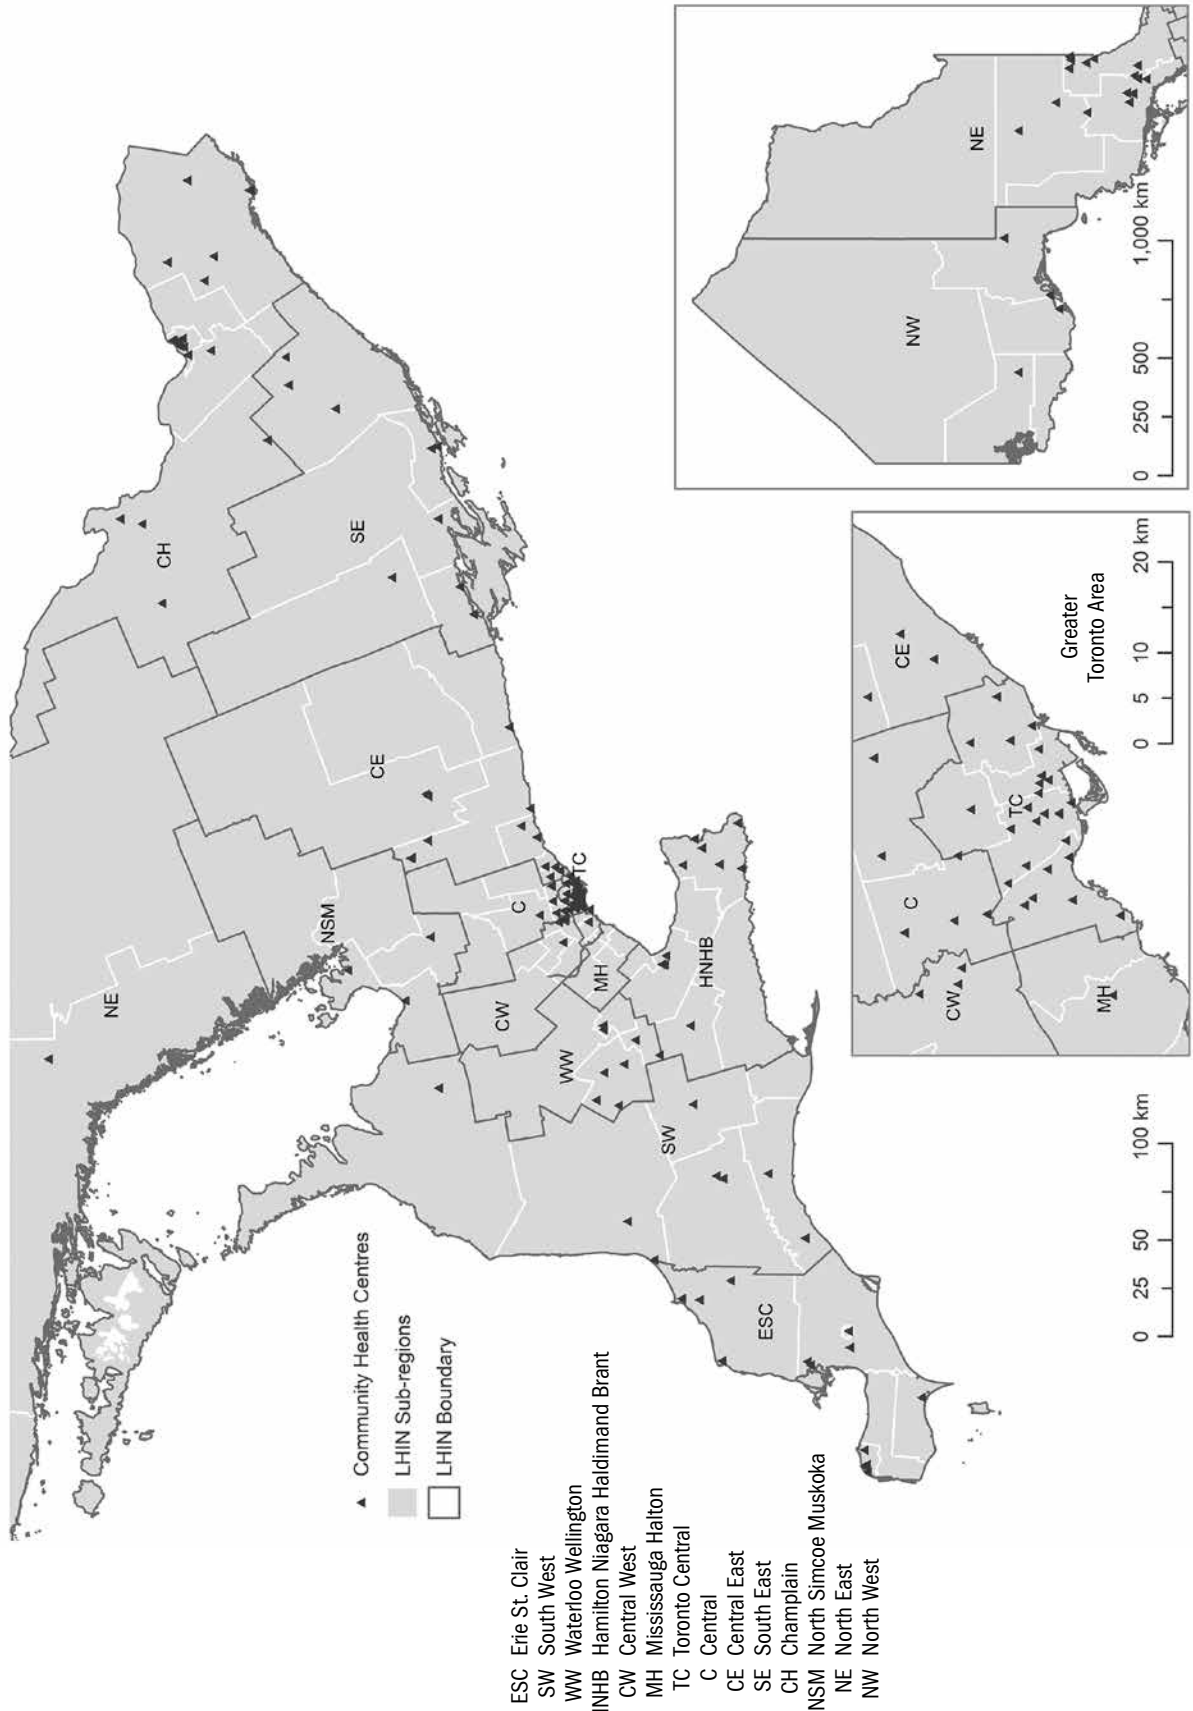 ESC Erie St. Clair
SW South West
WW Waterloo Wellington
INHB Hamilton Niagara Haldimand Brant
CW Central West
MH Mississauga Halton
TC Toronto Central
C Central
CE Central East
SE South East
CH Champlain
NSM North Simcoe Muskoka
NE North East
NW North West
Community Health Centres
LHIN Sub-regions
LHIN Boundary
NE
NSM
CE
SE
CH
C
TC
CW
MH
WW
HNHB
SW
ESC
0 25 50 100 km
CW
C
CE
TC
MH
Greater
Toronto Area
0 5 10 20 km
NW
NE
0 250 500 1,000 km